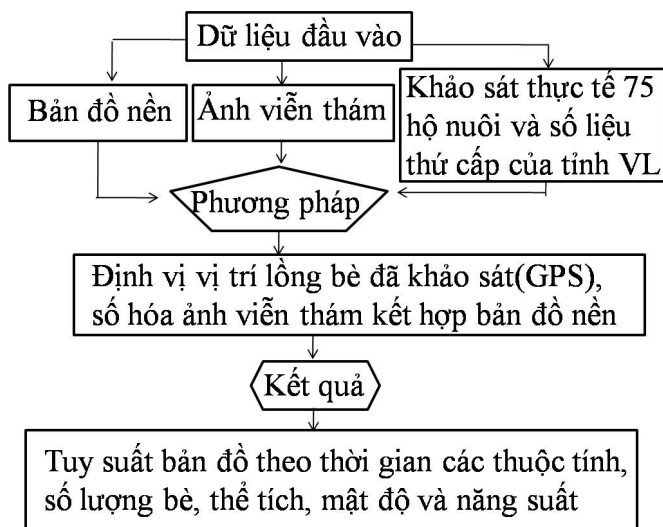 Dữ liệu đầu vào
Bản đồ nền
Ảnh viễn thám
Khảo sát thực tế 75
hộ nuôi và số liệu
thứ cấp của tỉnh VL
Phương pháp
Định vị vị trí lồng bè đã khảo sát(GPS),
số hóa ảnh viễn thám kết hợp bản đồ nền
Kết quả
Tuy suất bản đồ theo thời gian các thuộc tính,
số lượng bè, thể tích, mật độ và năng suất